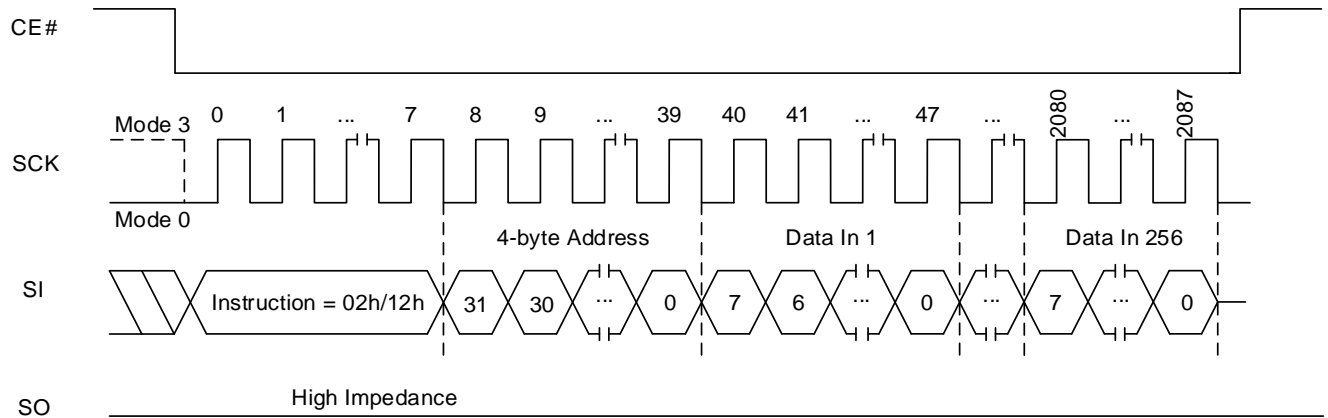 CE#
0 1 ... 7 8 9 ... 39 40 41 ... 47 ... 2080 ... 2087
Mode 3
SCK
Mode 0
4-byte Address Data In 1 Data In 256
SI
Instruction = 02h/12h 31 30 ... 0 7 6 ... 0 ... 7 ... 0
High Impedance
SO